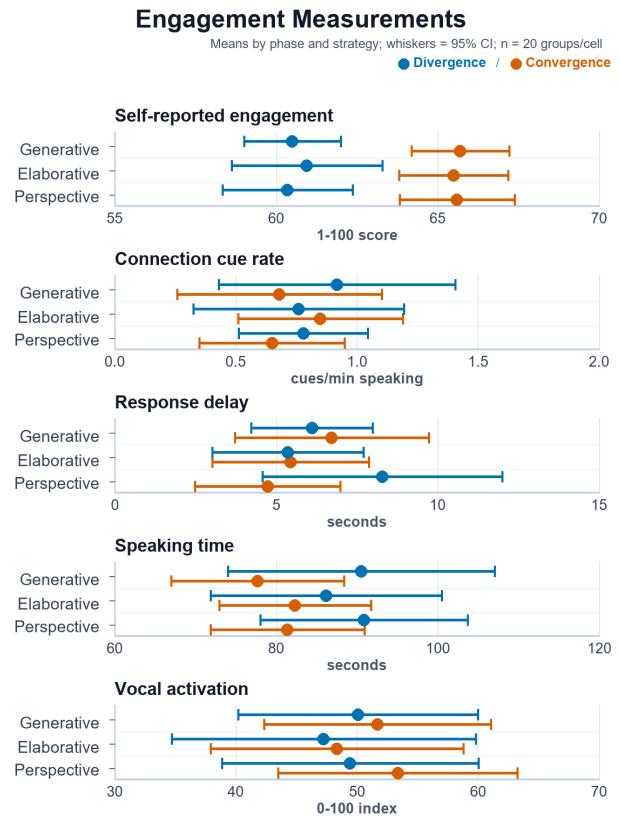 Engagement Measurements
Means by phase and strategy; whiskers = 95% CI; n = 20 groups/cell
Divergence / Convergence
Self-reported engagement
Generative
Elaborative
Perspective
55 60 65 70
1-100 score
Connection cue rate
Generative
Elaborative
Perspective
0.0 0.5 1.0 1.5 2.0
cues/min speaking
Response delay
Generative
Elaborative
Perspective
0 5 10 15
seconds
Speaking time
Generative
Elaborative
Perspective
60 80 100 120
seconds
Vocal activation
Generative
Elaborative
Perspective
30 40 50 60 70
0-100 index